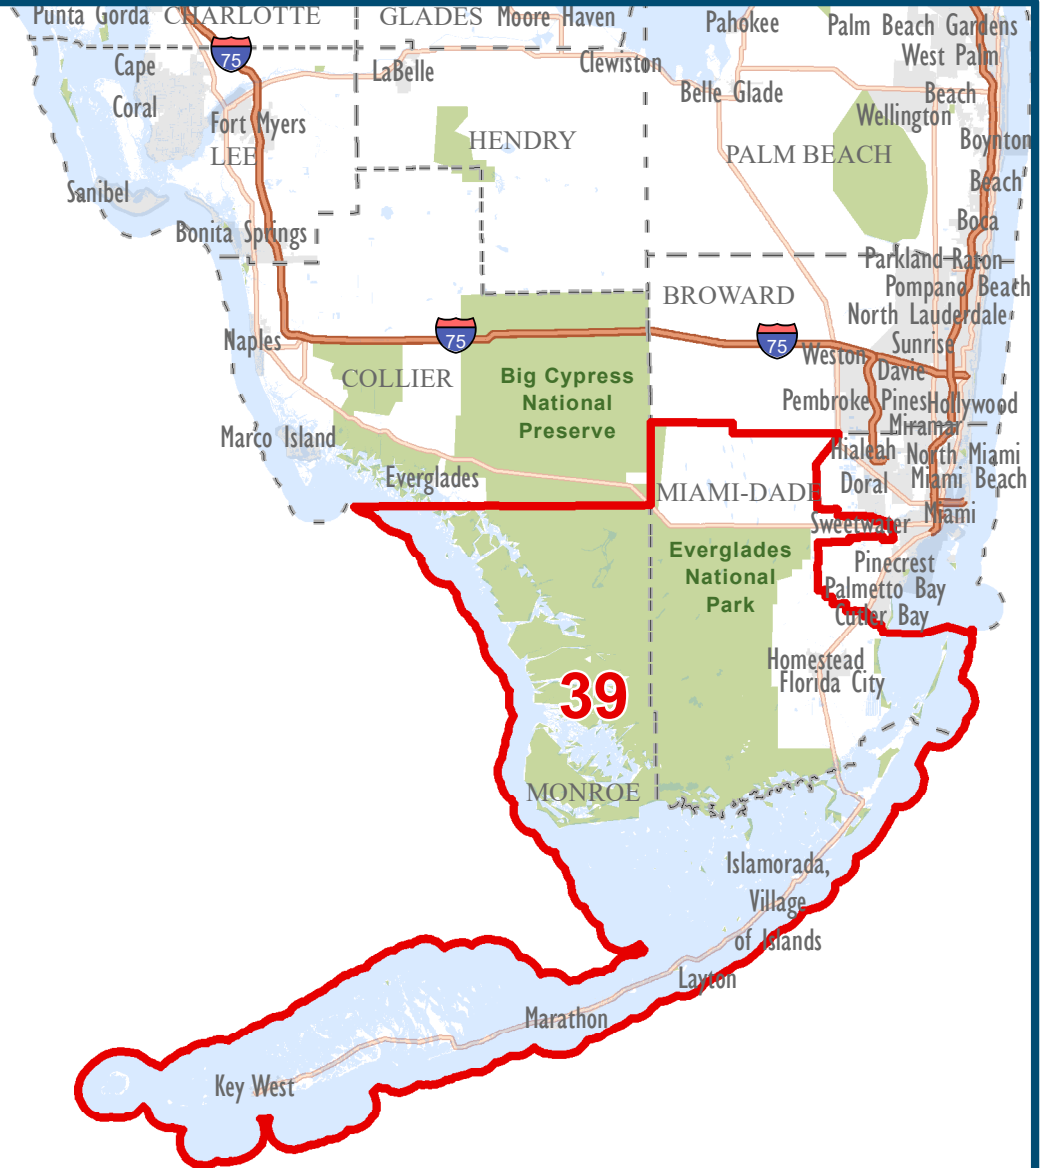 Punta Gorda
CHARLOTTE
GLADES
Moore Haven
Pahokee
Palm Beach Gardens
75
Cape
Coral
LaBelle
Clewiston
West Palm
Beach
Belle Glade
Wellington
Fort Myers
LEE
HENDRY
PALM BEACH
Boynton
Beach
Sanibel
Bonita Springs
Boca
Raton
Parkland
BROWARD
Pompano Beach
North Lauderdale
Naples
75
75
Weston
Sunrise
Davie
COLLIER
Big Cypress
National
Preserve
Pembroke Pines
Hollywood
Miramar
Marco Island
Hialeah
North Miami
Everglades
MIAMI-DADE
Doral
Miami Beach
Sweetwater
Miami
Everglades
National
Park
Pinecrest
Palmetto Bay
Cutler Bay
Homestead
Florida City
39
MONROE
Islamorada,
Village
of Islands
Layton
Marathon
Key West